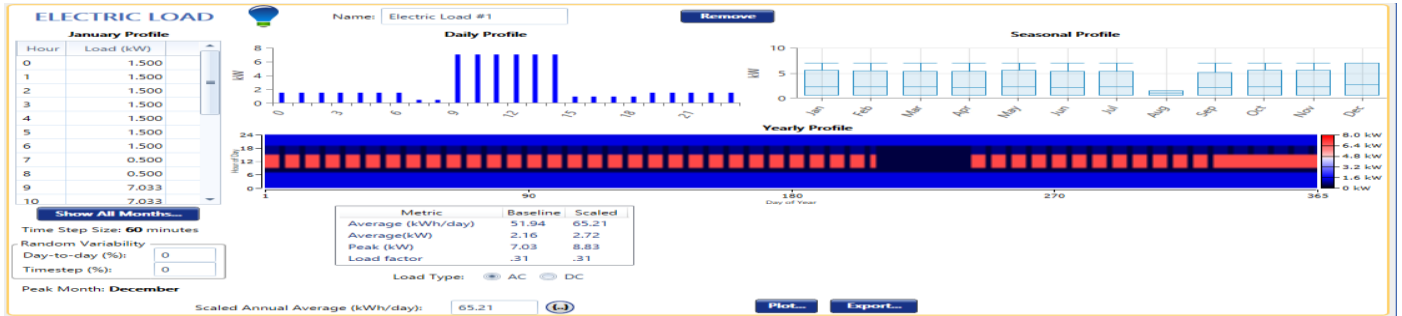 ELECTRIC LOAD
Name: Electric Load #1
Remove
January Profile
Hour Load (kW)
0 1.500
1 1.500
2 1.500
3 1.500
4 1.500
5 1.500
6 1.500
7 0.500
8 0.500
9 7.033
10 7.033
Show All Months...
Time Step Size: 60 minutes
Random Variability
Day-to-day (%): 0
Timestep (%): 0
Peak Month: December
Daily Profile
kW
8
6
4
2
0
0 3 6 9 12 15 18 21
Seasonal Profile
kW
10
5
0
Jan Feb Mar Apr May Jun Jul Aug Sep Oct Nov Dec
Yearly Profile
Hour of Day
24
18
12
6
0
1 90 180 270 365
Day of Year
8.0 kW
6.4 kW
4.8 kW
3.2 kW
1.6 kW
0 kW
Metric Baseline Scaled
Average (kWh/day) 51.94 65.21
Average(kW) 2.16 2.72
Peak (kW) 7.03 8.83
Load factor .31 .31
Load Type: AC DC
Scaled Annual Average (kWh/day): 65.21 {..}
Plot... Export...